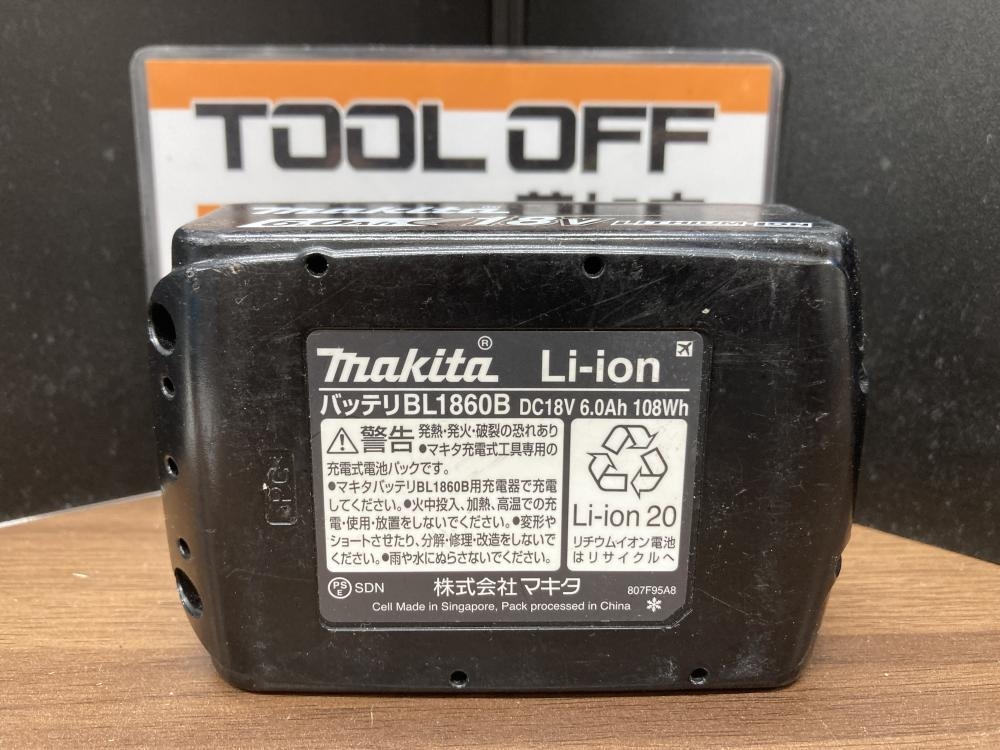 TOOL OFF
makita
18V
makita ® Li-ion
バッテリBL1860B DC18V 6.0Ah 108Wh
警告 発熱・発火・破裂の恐れあり
●マキタ充電式工具専用の
充電式電池パックです。
●マキタバッテリBL1860B用充電器で充電
してください。●火中投入、加熱、高温での充
電・使用・放置をしないでください。●変形や
ショートさせたり、分解・修理・改造をしないで
ください。●雨や水にぬらさないでください。
Li-ion 20
リチウムイオン電池
はリサイクルへ
PSE SDN 株式会社マキタ 807F95A8
Cell Made in Singapore, Pack processed in China
>PC<